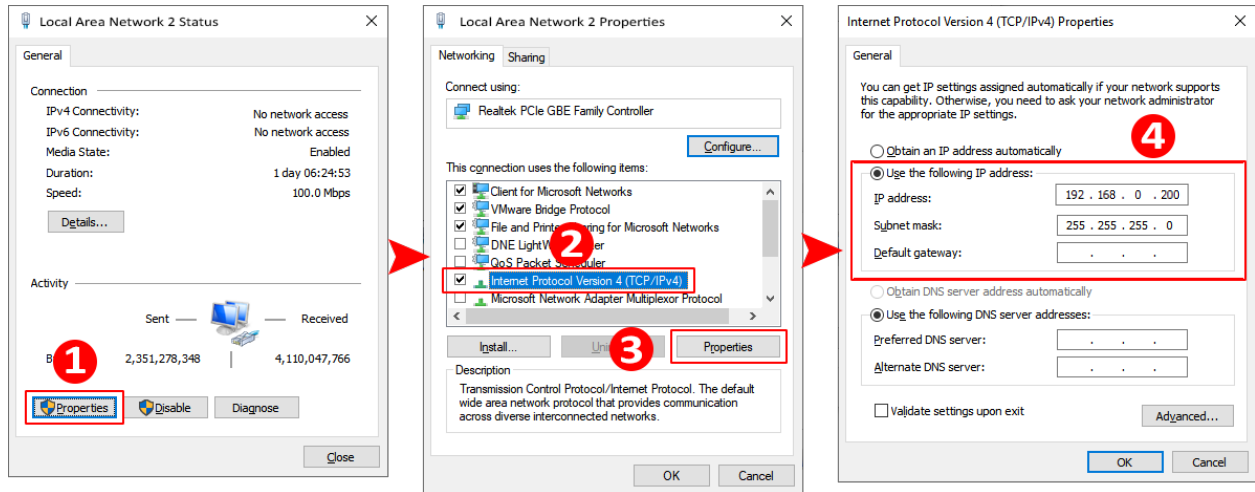 Local Area Network 2 Status
General
Connection
IPv4 Connectivity: No network access
IPv6 Connectivity: No network access
Media State: Enabled
Duration: 1 day 06:24:53
Speed: 100.0 Mbps
Details...
Activity
Sent Received
1
2,351,278,348 4,110,047,766
Properties Disable Diagnose
Close
Local Area Network 2 Properties
Networking Sharing
Connect using:
Realtek PCIe GBE Family Controller
Configure...
This connection uses the following items:
Client for Microsoft Networks
VMware Bridge Protocol
File and Printer Sharing for Microsoft Networks
2
DNE
QoS Packet Scheduler
Internet Protocol Version 4 (TCP/IPv4)
Microsoft Network Adapter Multiplexor Protocol
Install... 3 Properties
Description
Transmission Control Protocol/Internet Protocol. The default
wide area network protocol that provides communication
across diverse interconnected networks.
OK Cancel
Internet Protocol Version 4 (TCP/IPv4) Properties
General
You can get IP settings assigned automatically if your network supports
this capability. Otherwise, you need to ask your network administrator
for the appropriate IP settings.
4
Obtain an IP address automatically
Use the following IP address:
IP address: 192 . 168 . 0 . 200
Subnet mask: 255 . 255 . 255 . 0
Default gateway: . . .
Obtain DNS server address automatically
Use the following DNS server addresses:
Preferred DNS server: . . .
Alternate DNS server: . . .
Validate settings upon exit
Advanced...
OK Cancel